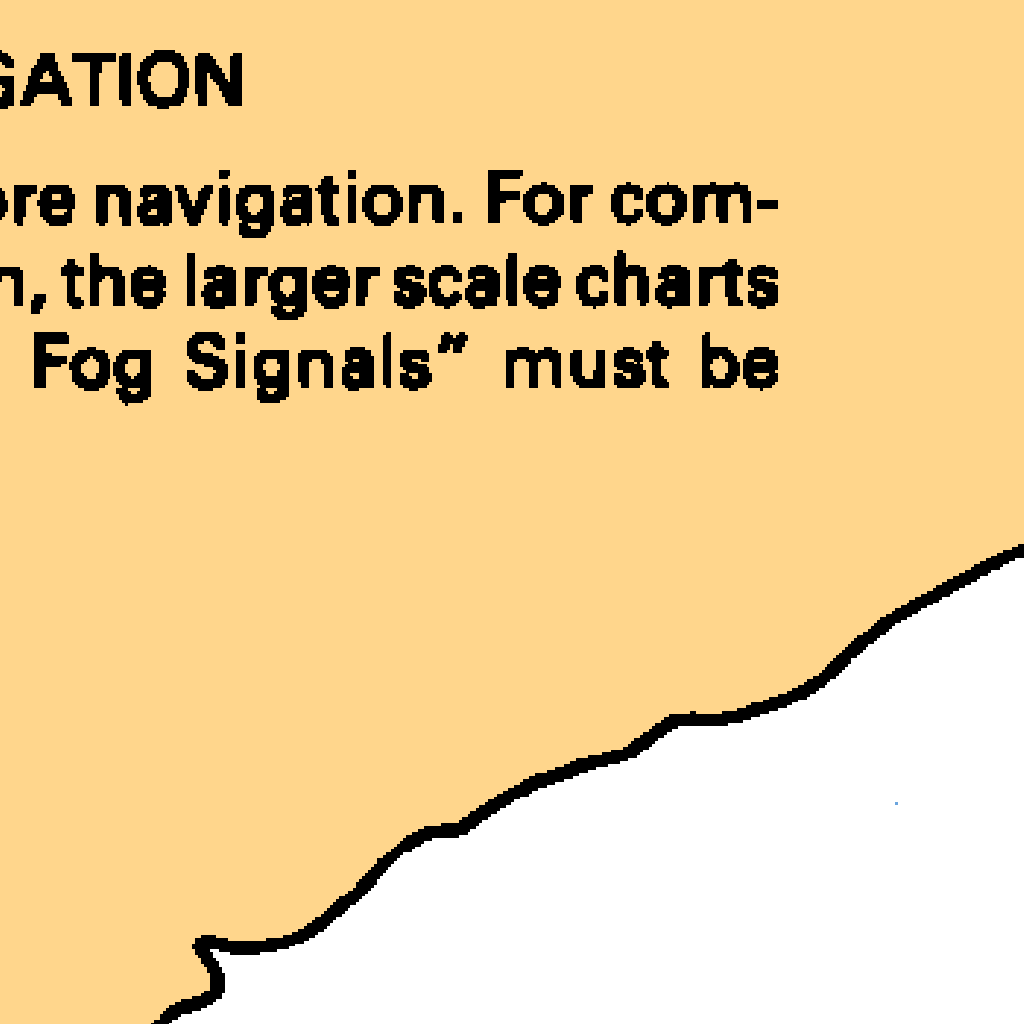 GATION
ore navigation. For com-
n, the larger scale charts
Fog Signals” must be